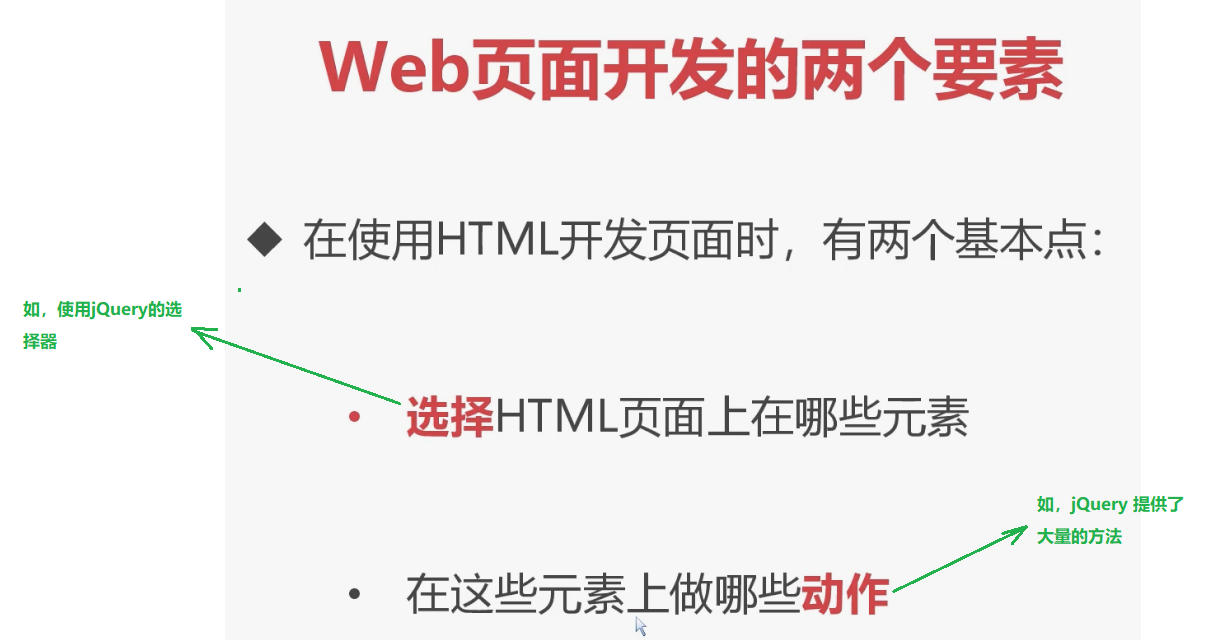 Web页面开发的两个要素
◆ 在使用HTML开发页面时，有两个基本点：
如，使用jQuery的选
择器
• 选择HTML页面上在哪些元素
如，jQuery 提供了
大量的方法
• 在这些元素上做哪些动作